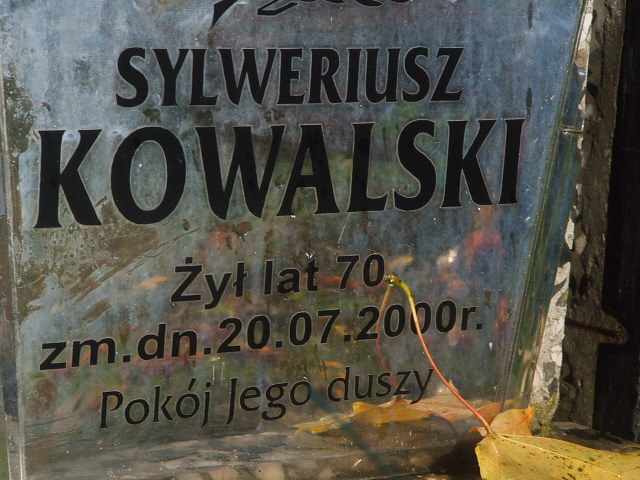 SYLWERIUSZ
KOWALSKI
Żył lat 70
zm.dn.20.07.2000r.
Pokój Jego duszy